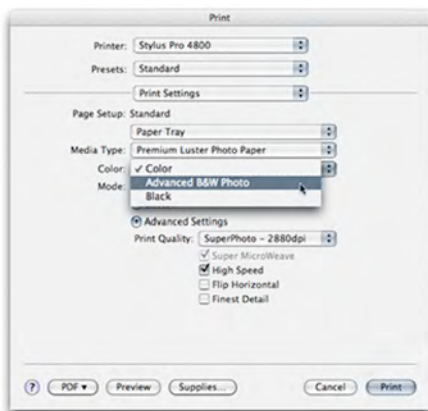 Print
Printer: Stylus Pro 4800
Presets: Standard
Print Settings
Page Setup: Standard
Paper Tray
Media Type: Premium Luster Photo Paper
Color: ✓ Color
Advanced B&W Photo
Mode:
Black
Advanced Settings
Print Quality: SuperPhoto - 2880dpi
Super MicroWeave
High Speed
Flip Horizontal
Finest Detail
? PDF ▾ Preview Supplies... Cancel Print